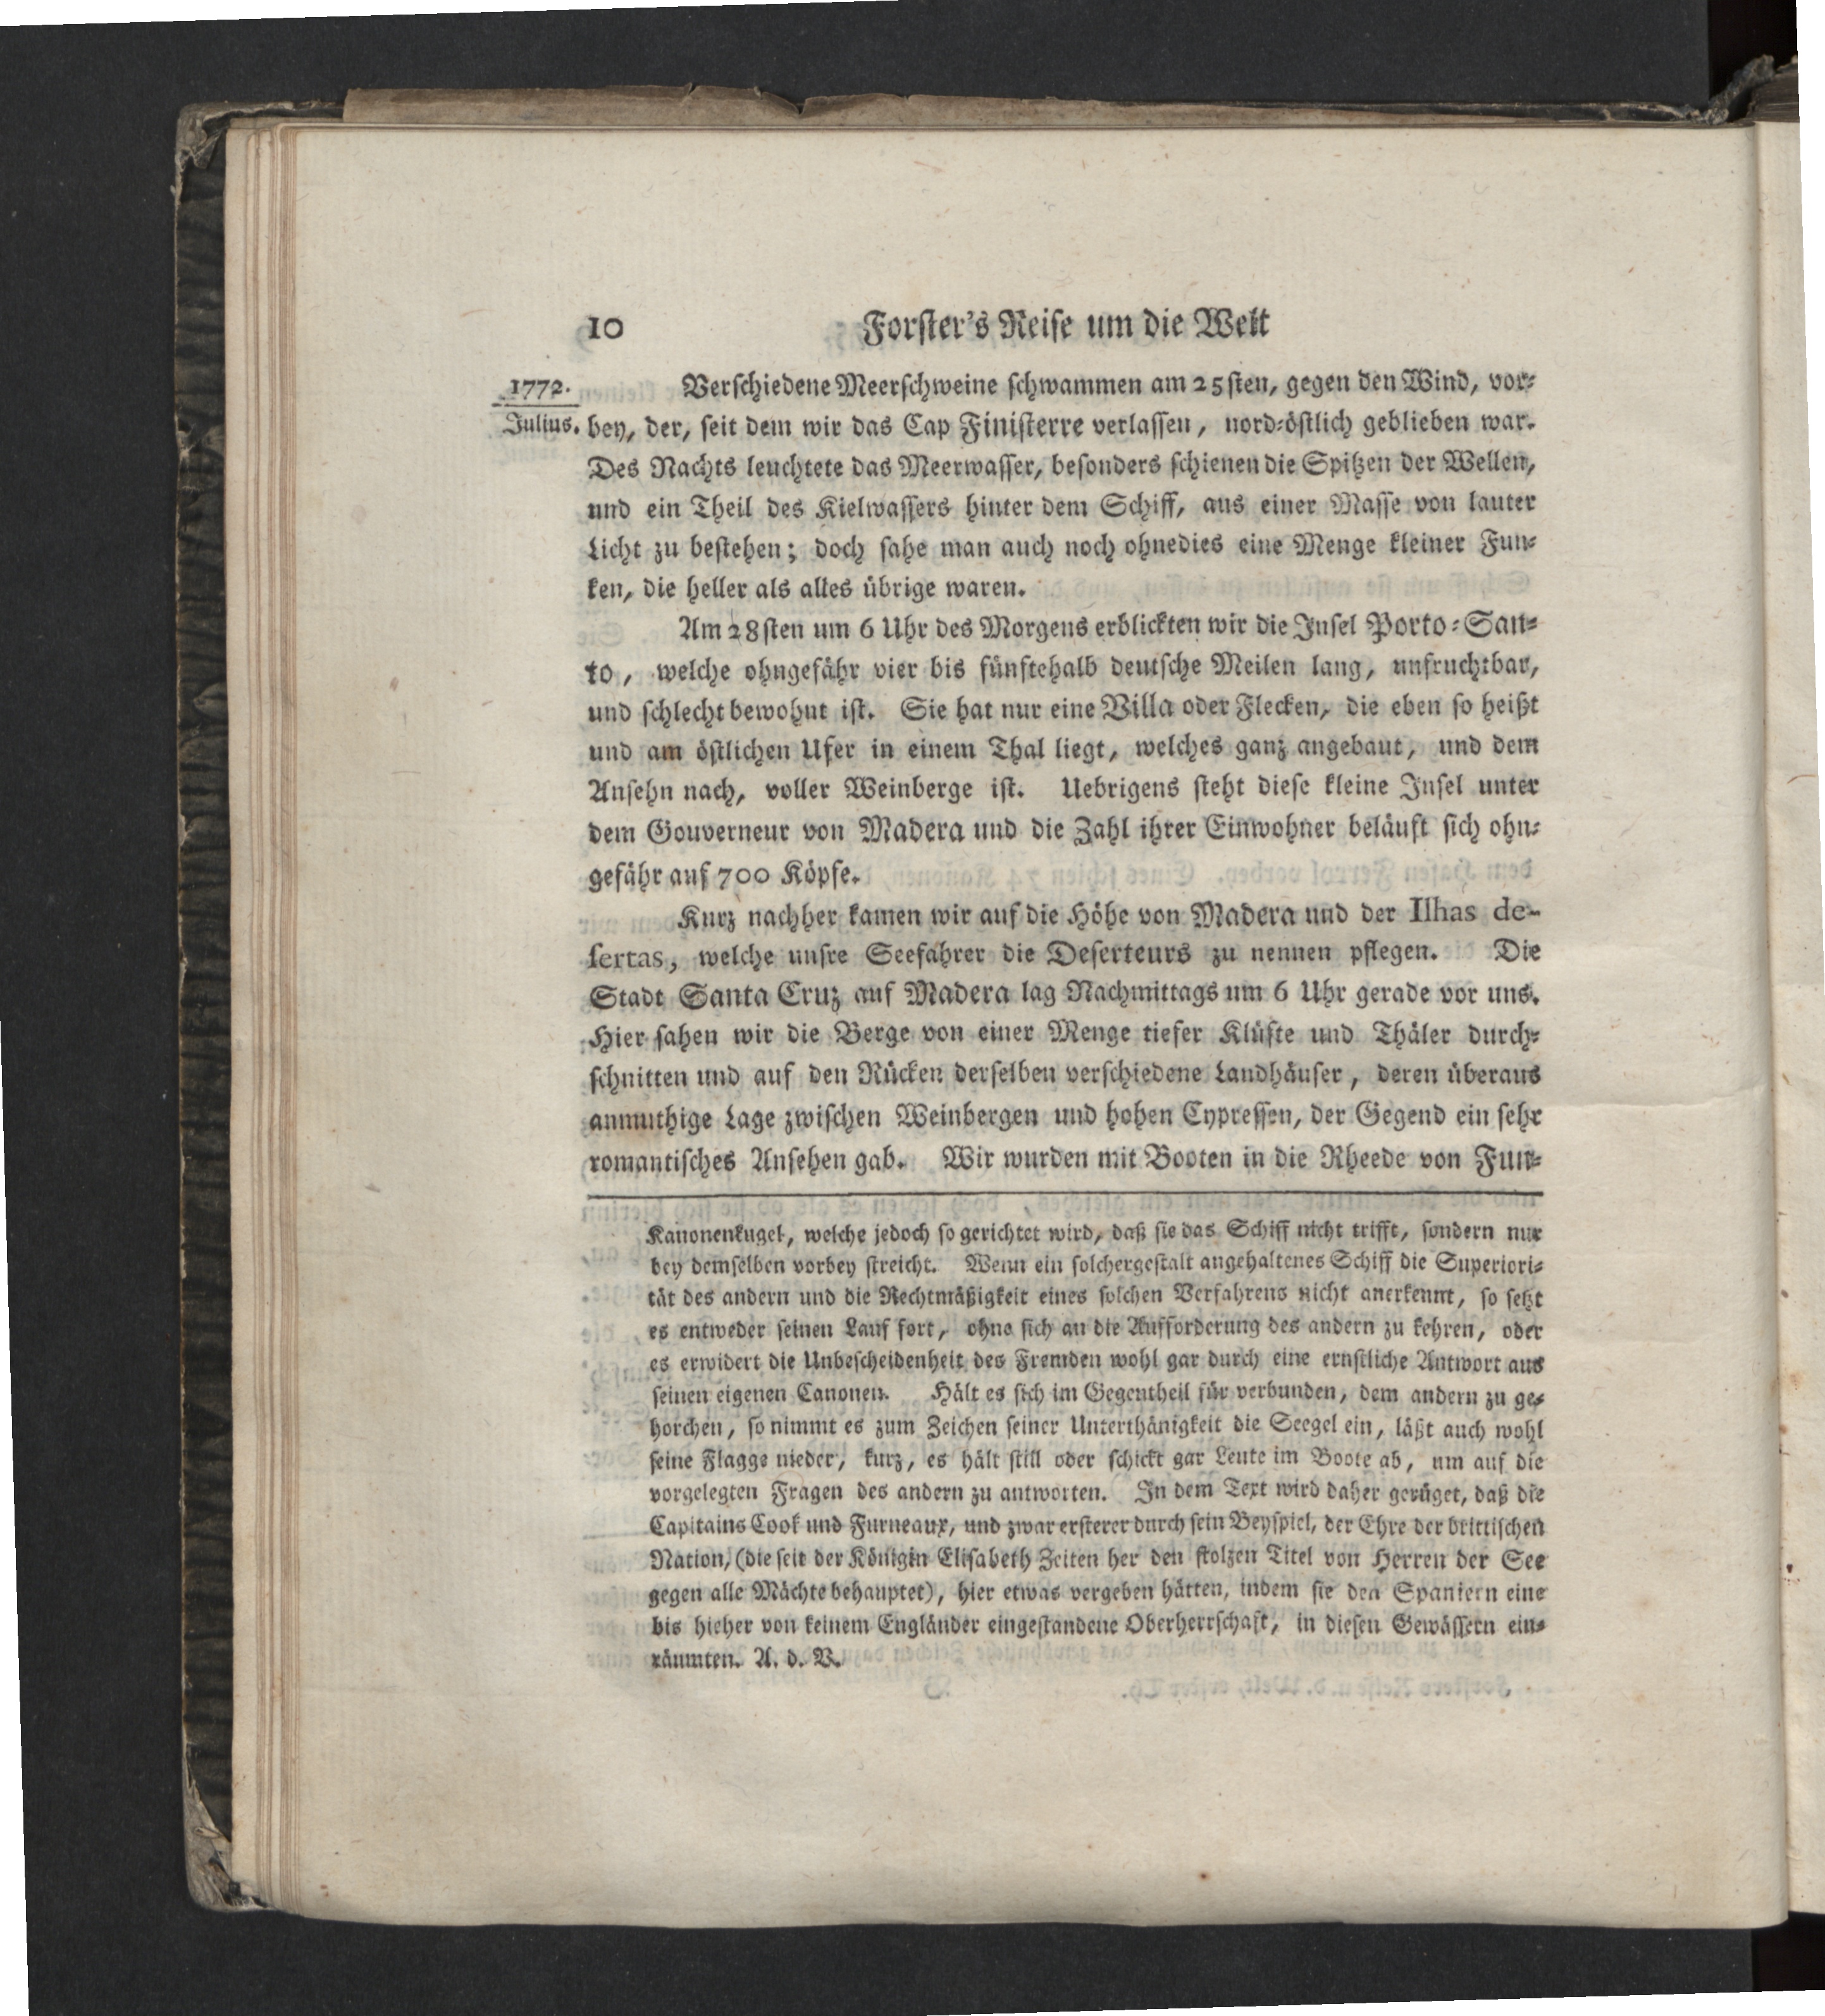 10 Forſter's Reiſe um die Welt
1772.
Julius.
Verſchiedene Meerſchweine ſchwammen am 25ſten, gegen den Wind, vor-
bey, der, ſeit dem wir das Cap Finiſterre verlaſſen, nord-öſtlich geblieben war.
Des Nachts leuchtete das Meerwaſſer, beſonders ſchienen die Spitzen der Wellen,
und ein Theil des Kielwaſſers hinter dem Schiff, aus einer Maſſe von lauter
Licht zu beſtehen; doch ſahe man auch noch ohnedies eine Menge kleiner Fun-
ken, die heller als alles übrige waren.
Am 28ſten um 6 Uhr des Morgens erblickten wir die Inſel Porto-San-
to, welche ohngefähr vier bis fünftehalb deutſche Meilen lang, unfruchtbar,
und ſchlecht bewohnt iſt. Sie hat nur eine Villa oder Flecken, die eben ſo heißt
und am öſtlichen Ufer in einem Thal liegt, welches ganz angebaut, und dem
Anſehn nach, voller Weinberge iſt. Uebrigens ſteht dieſe kleine Inſel unter
dem Gouverneur von Madera und die Zahl ihrer Einwohner beläuft ſich ohn-
gefähr auf 700 Köpfe.
Kurz nachher kamen wir auf die Höhe von Madera und der Ilhas de-
ſertas, welche unſre Seefahrer die Deſerteurs zu nennen pflegen. Die
Stadt Santa Cruz auf Madera lag Nachmittags um 6 Uhr gerade vor uns.
Hier ſahen wir die Berge von einer Menge tiefer Klüfte und Thäler durch-
ſchnitten und auf den Rücken derſelben verſchiedene Landhäuſer, deren überaus
anmuthige Lage zwiſchen Weinbergen und hohen Cypreſſen, der Gegend ein ſehr
romantiſches Anſehen gab. Wir wurden mit Booten in die Rheede von Fun-
Kanonenkugel, welche jedoch ſo gerichtet wird, daß ſie das Schiff nicht trifft, ſondern nur
bey demſelben vorbey ſtreicht. Wenn ein ſolchergeſtalt angehaltenes Schiff die Superiori-
tät des andern und die Rechtmäßigkeit eines ſolchen Verfahrens nicht anerkennt, ſo ſetzt
es entweder ſeinen Lauf fort, ohne ſich an die Aufforderung des andern zu kehren, oder
es erwidert die Unbeſcheidenheit des Fremden wohl gar durch eine ernſtliche Antwort aus
ſeinen eigenen Canonen. Hält es ſich im Gegentheil für verbunden, dem andern zu ge-
horchen, ſo nimmt es zum Zeichen ſeiner Unterthänigkeit die Seegel ein, läßt auch wohl
ſeine Flagge nieder, kurz, es hält ſtill oder ſchickt gar Leute im Boote ab, um auf die
vorgelegten Fragen des andern zu antworten. In dem Text wird daher gerüget, daß die
Capitains Cook und Furneaux, und zwar erſterer durch ſein Beyſpiel, der Ehre der brittiſchen
Nation, (die ſeit der Königin Eliſabeth Zeiten her den ſtolzen Titel von Herren der See
gegen alle Mächte behauptet), hier etwas vergeben hätten, indem ſie den Spaniern eine
bis hieher von keinem Engländer eingeſtandene Oberherrſchaft, in dieſen Gewäſſern ein-
räumten. A. d. V.